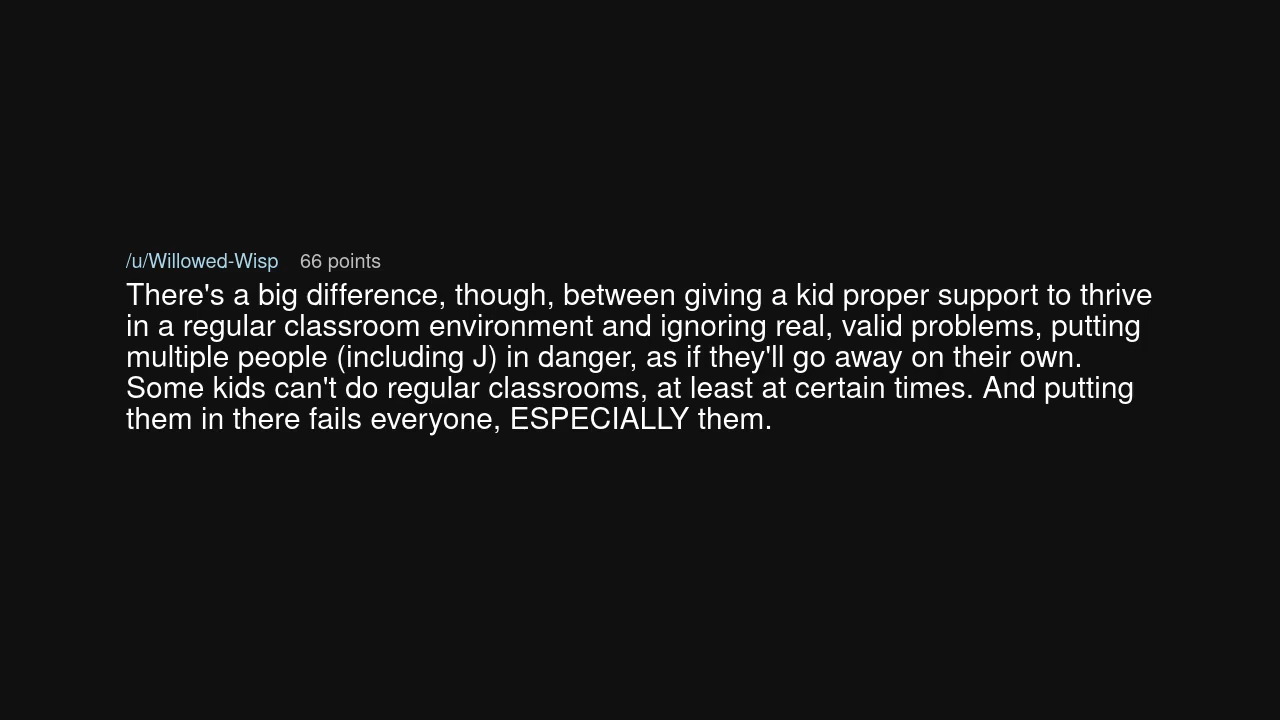 /u/Willowed-Wisp 66 points
There's a big difference, though, between giving a kid proper support to thrive
in a regular classroom environment and ignoring real, valid problems, putting
multiple people (including J) in danger, as if they'll go away on their own.
Some kids can't do regular classrooms, at least at certain times. And putting
them in there fails everyone, ESPECIALLY them.